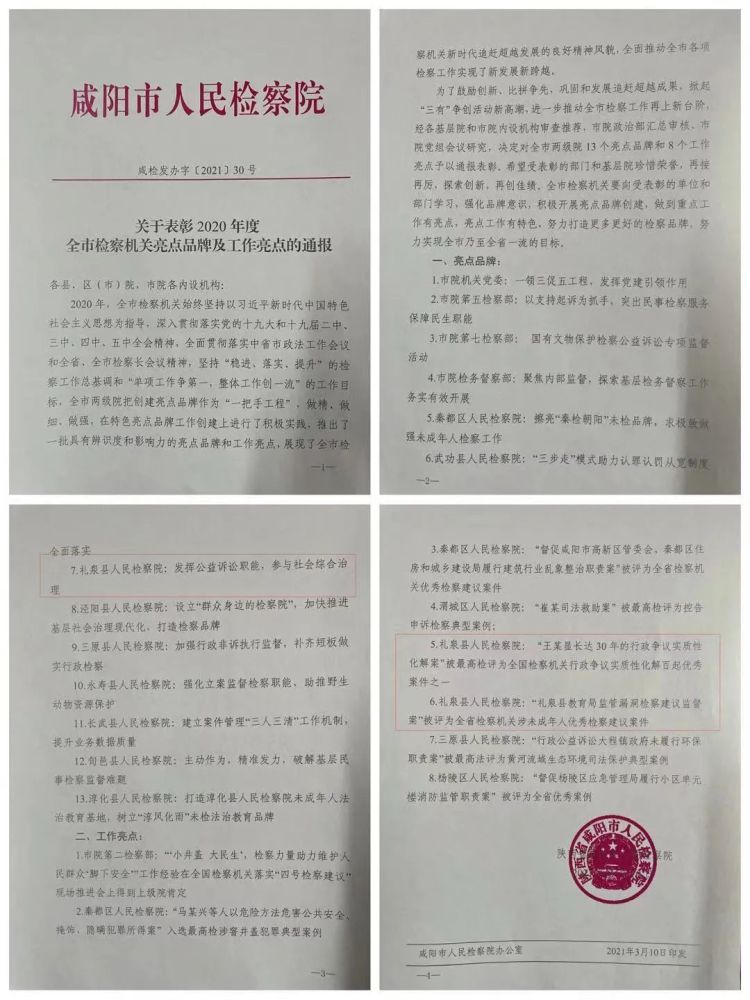 咸阳市人民检察院
咸检发办字〔2021〕30号
关于表彰2020年度
全市检察机关亮点品牌及工作亮点的通报
各县、区（市）院，市院各内设机构：
2020年，全市检察机关始终坚持以习近平新时代中国特色
社会主义思想为指导，深入贯彻落实党的十九大和十九届二中、
三中、四中、五中全会精神，全面贯彻落实中省市政法工作会议
和全省、全市检察长会议精神，坚持“稳进、落实、提升”的检
察工作总基调和“单项工作争第一，整体工作创一流”的工作目
标，全市两级院把创建亮点品牌作为“一把手工程”，做精、做
细、做强，在特色亮点品牌工作创建上进行了积极实践，推出了
一批具有辨识度和影响力的亮点品牌和工作亮点，展现了全市检
—1—
察机关新时代追赶超越发展的良好精神风貌，全面推动全市各项
检察工作实现了新发展新跨越。
为了鼓励创新、比拼争先，巩固和发展追赶超越成果，掀起
“三有”争创活动新高潮，进一步推动全市检察工作再上新台阶，
经各基层院和市院内设机构审查推荐，市院政治部汇总审核、市
院党组会议研究，决定对全市两级院13个亮点品牌和8个工作
亮点予以通报表彰。希望受表彰的部门和基层院珍惜荣誉，再接
再厉，探索创新，再创佳绩。全市检察机关要向受表彰的单位和
部门学习，强化品牌意识，积极开展亮点品牌创建，做到重点工
作有亮点，亮点工作有特色，努力打造更多更好的检察品牌，努
力实现全市乃至全省一流的目标。
一、亮点品牌：
1.市院机关党委：一领三促五工程，发挥党建引领作用
2.市院第五检察部：以支持起诉为抓手，突出民事检察服务
保障民生职能
3.市院第七检察部： 国有文物保护检察公益诉讼专项监督
活动
4.市院检务督察部：聚焦内部监督，探索基层检务督察工作
务实有效开展
5.秦都区人民检察院：擦亮“秦检朝阳”未检品牌，求极致做
强未成年人检察工作
6.武功县人民检察院：“三步走”模式助力认罪认罚从宽制度
—2—
全面落实
7.礼泉县人民检察院：发挥公益诉讼职能，参与社会综合治
理
8.泾阳县人民检察院：设立“群众身边的检察院”，加快推进
基层社会治理现代化，打造检察品牌
9.三原县人民检察院：加强行政非诉执行监督，补齐短板做
实行政检察
10.永寿县人民检察院：强化立案监督检察职能、助推野生
动物资源保护
11.长武县人民检察院：建立案件管理“三人三清”工作机制，
提升业务数据质量
12.旬邑县人民检察院：主动作为，精准发力，破解基层民
事检察监督难题
13.淳化县人民检察院：打造淳化县人民检察院未成年人法
治教育基地，树立“淳风化雨”未检法治教育品牌
二、工作亮点：
1.市院第二检察部：“‘小井盖 大民生’，检察力量助力维护人
民群众‘脚下安全’”工作经验在全国检察机关落实“四号检察建议”
现场推进会上得到上级院肯定
2.秦都区人民检察院：“马某兴等人以危险方法危害公共安全、
掩饰、隐瞒犯罪所得案”入选最高检涉窨井盖犯罪典型案例
—3—
3.秦都区人民检察院：“督促咸阳市高新区管委会、秦都区住
房和城乡建设局履行建筑行业乱象整治职责案”被评为全省检察机
关优秀检察建议案件
4.渭城区人民检察院：“崔某司法救助案”被最高检评为控告
申诉检察典型案例；
5.礼泉县人民检察院： “王某显长达30年的行政争议实质性
化解案”被最高检评为全国检察机关行政争议实质性化解百起优秀
案件之一
6.礼泉县人民检察院：“礼泉县教育局监管漏洞检察建议监督
案”被评为全省检察机关涉未成年人优秀检察建议案件
7.三原县人民检察院：“行政公益诉讼大程镇政府未履行环保
职责案”被最高法评为黄河流域生态环境司法保护典型案例
8.杨陵区人民检察院：“督促杨陵区应急管理局履行小区单元
楼消防监管职责案”被评为全省优秀案例
陕西省咸阳市人民检察院
咸阳市人民检察院办公室 2021年3月10日印发
—4—